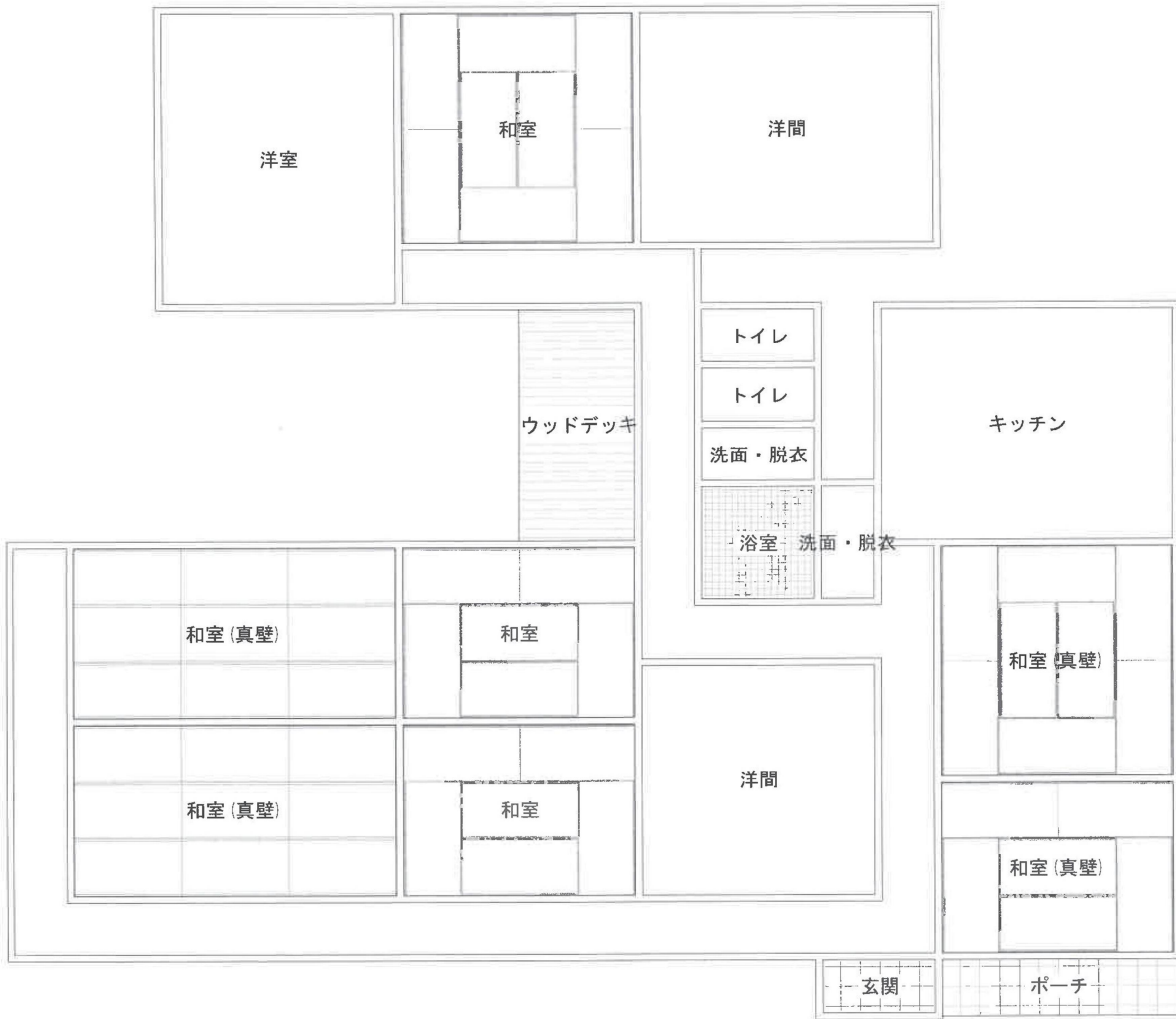 和室
洋間
洋室
トイレ
トイレ
ウッドデッキ
キッチン
洗面・脱衣
浴室
洗面・脱衣
和室(真壁)
和室
和室(真壁)
洋間
和室(真壁)
和室
和室(真壁)
玄関
ポーチ